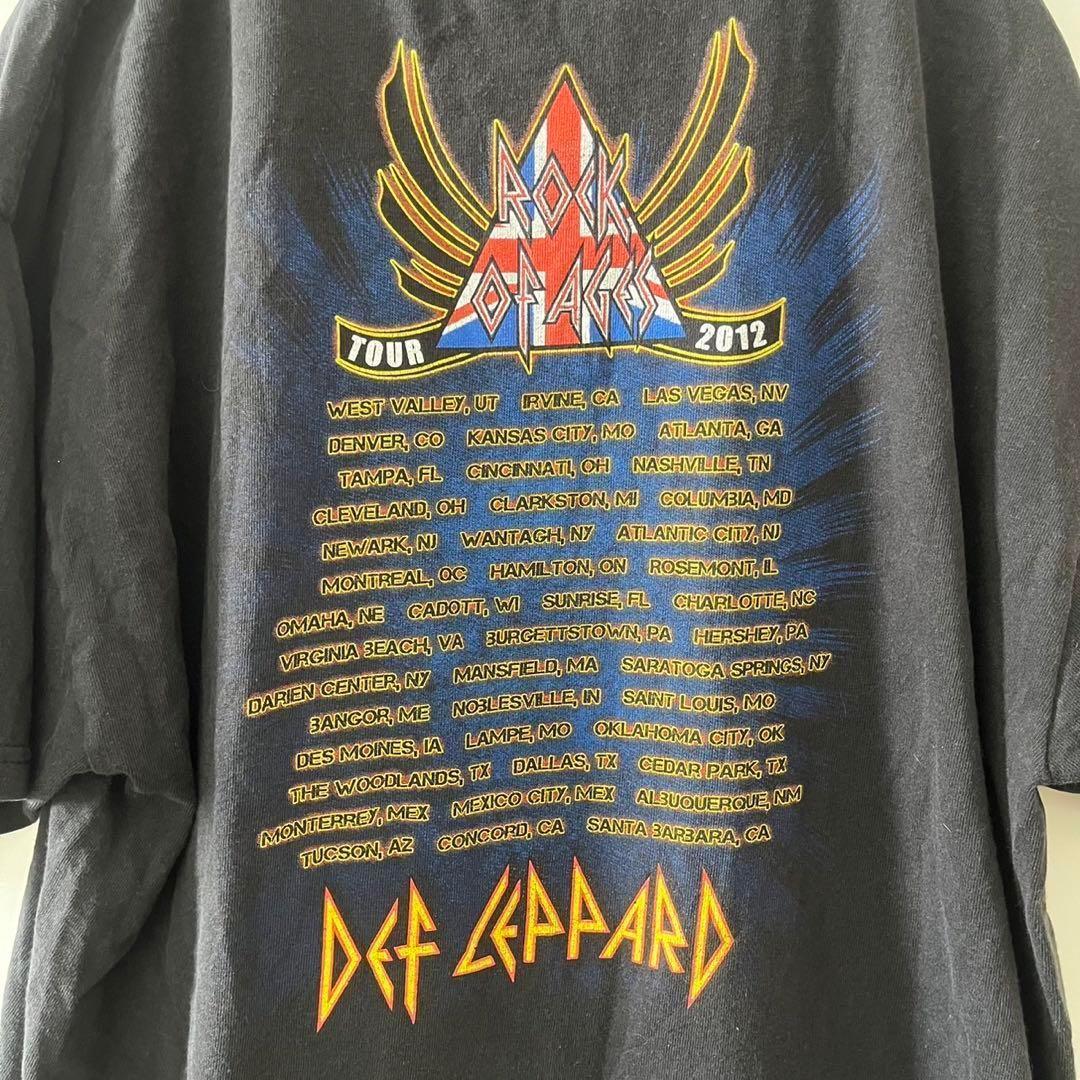 ROCK
OF AGES
TOUR 2012
WEST VALLEY, UT IRVINE, CA LAS VEGAS, NV
DENVER, CO KANSAS CITY, MO ATLANTA, GA
TAMPA, FL CINCINNATI, OH NASHVILLE, TN
CLEVELAND, OH CLARKSTON, MI COLUMBIA, MD
NEWARK, NJ WANTAGH, NY ATLANTIC CITY, NJ
MONTREAL, QC HAMILTON, ON ROSEMONT, IL
OMAHA, NE CADOTT, WI SUNRISE, FL CHARLOTTE, NC
VIRGINIA BEACH, VA BURGETTSTOWN, PA HERSHEY, PA
DARIEN CENTER, NY MANSFIELD, MA SARATOGA SPRINGS, NY
BANGOR, ME NOBLESVILLE, IN SAINT LOUIS, MO
DES MOINES, IA LAMPE, MO OKLAHOMA CITY, OK
THE WOODLANDS, TX DALLAS, TX CEDAR PARK, TX
MONTERREY, MEX MEXICO CITY, MEX ALBUQUERQUE, NM
TUCSON, AZ CONCORD, CA SANTA BARBARA, CA
DEF LEPPARD